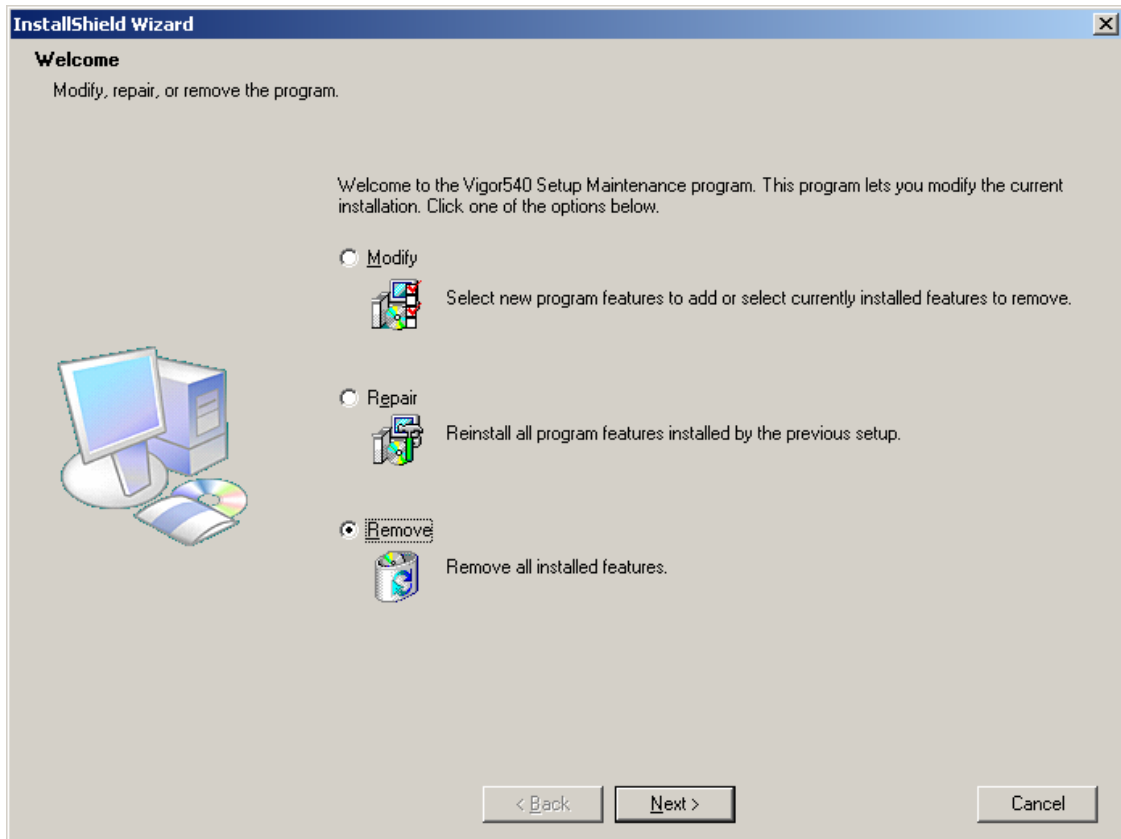 InstallShield Wizard
Welcome
Modify, repair, or remove the program.
Welcome to the Vigor540 Setup Maintenance program. This program lets you modify the current
installation. Click one of the options below.
Modify
Select new program features to add or select currently installed features to remove.
Repair
Reinstall all program features installed by the previous setup.
Remove
Remove all installed features.
< Back
Next >
Cancel